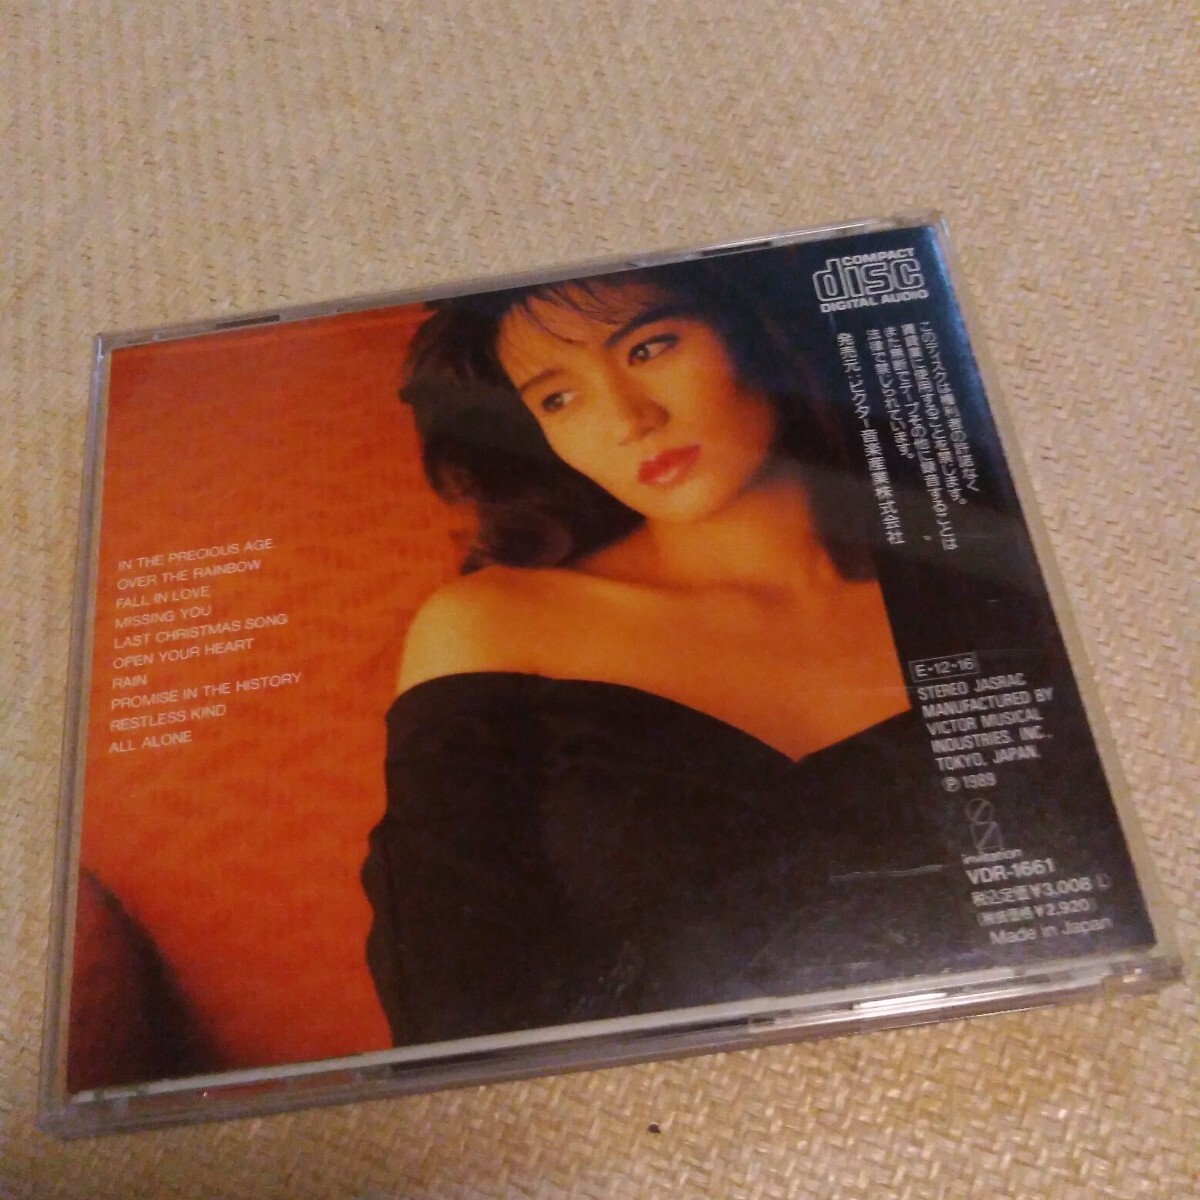 COMPACT
disc
DIGITAL AUDIO
このディスクは権利者の許諾なく
賃貸業に使用することを禁じます。
また無断でテープその他に録音することは
法律で禁じられています。
発売元:ビクター音楽産業株式会社
IN THE PRECIOUS AGE
OVER THE RAINBOW
FALL IN LOVE
MISSING YOU
LAST CHRISTMAS SONG
OPEN YOUR HEART
RAIN
PROMISE IN THE HISTORY
RESTLESS KIND
ALL ALONE
E・12・16
STEREO JASRAC
MANUFACTURED BY
VICTOR MUSICAL
INDUSTRIES, INC.,
TOKYO, JAPAN.
Ⓟ 1989
invitation
VDR-1661
税込定価¥3,008
(税抜価格¥2,920)
Made in Japan